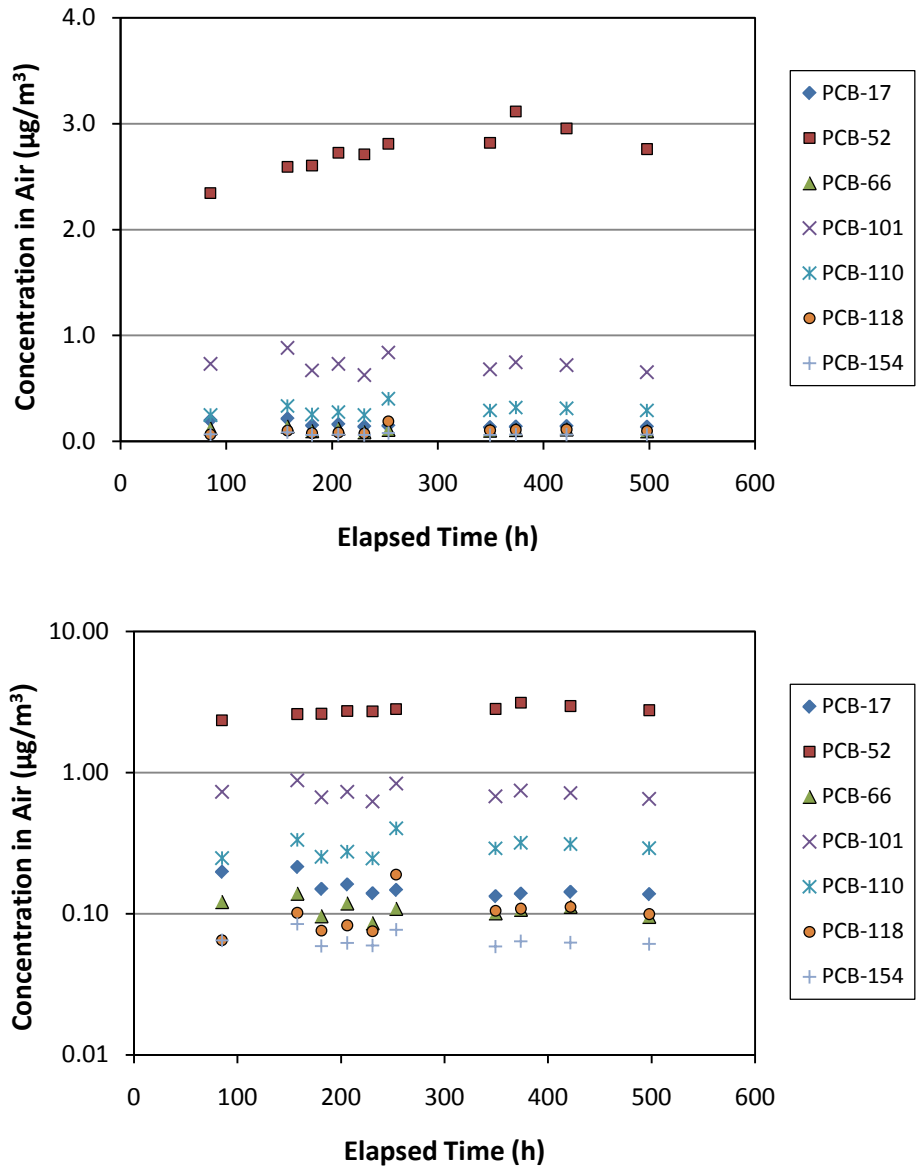 4.0
3.0
2.0
1.0
0.0
0 100 200 300 400 500 600
Concentration in Air (µg/m³)
Elapsed Time (h)
PCB-17
PCB-52
PCB-66
PCB-101
PCB-110
PCB-118
PCB-154
10.00
1.00
0.10
0.01
0 100 200 300 400 500 600
Concentration in Air (µg/m³)
Elapsed Time (h)
PCB-17
PCB-52
PCB-66
PCB-101
PCB-110
PCB-118
PCB-154